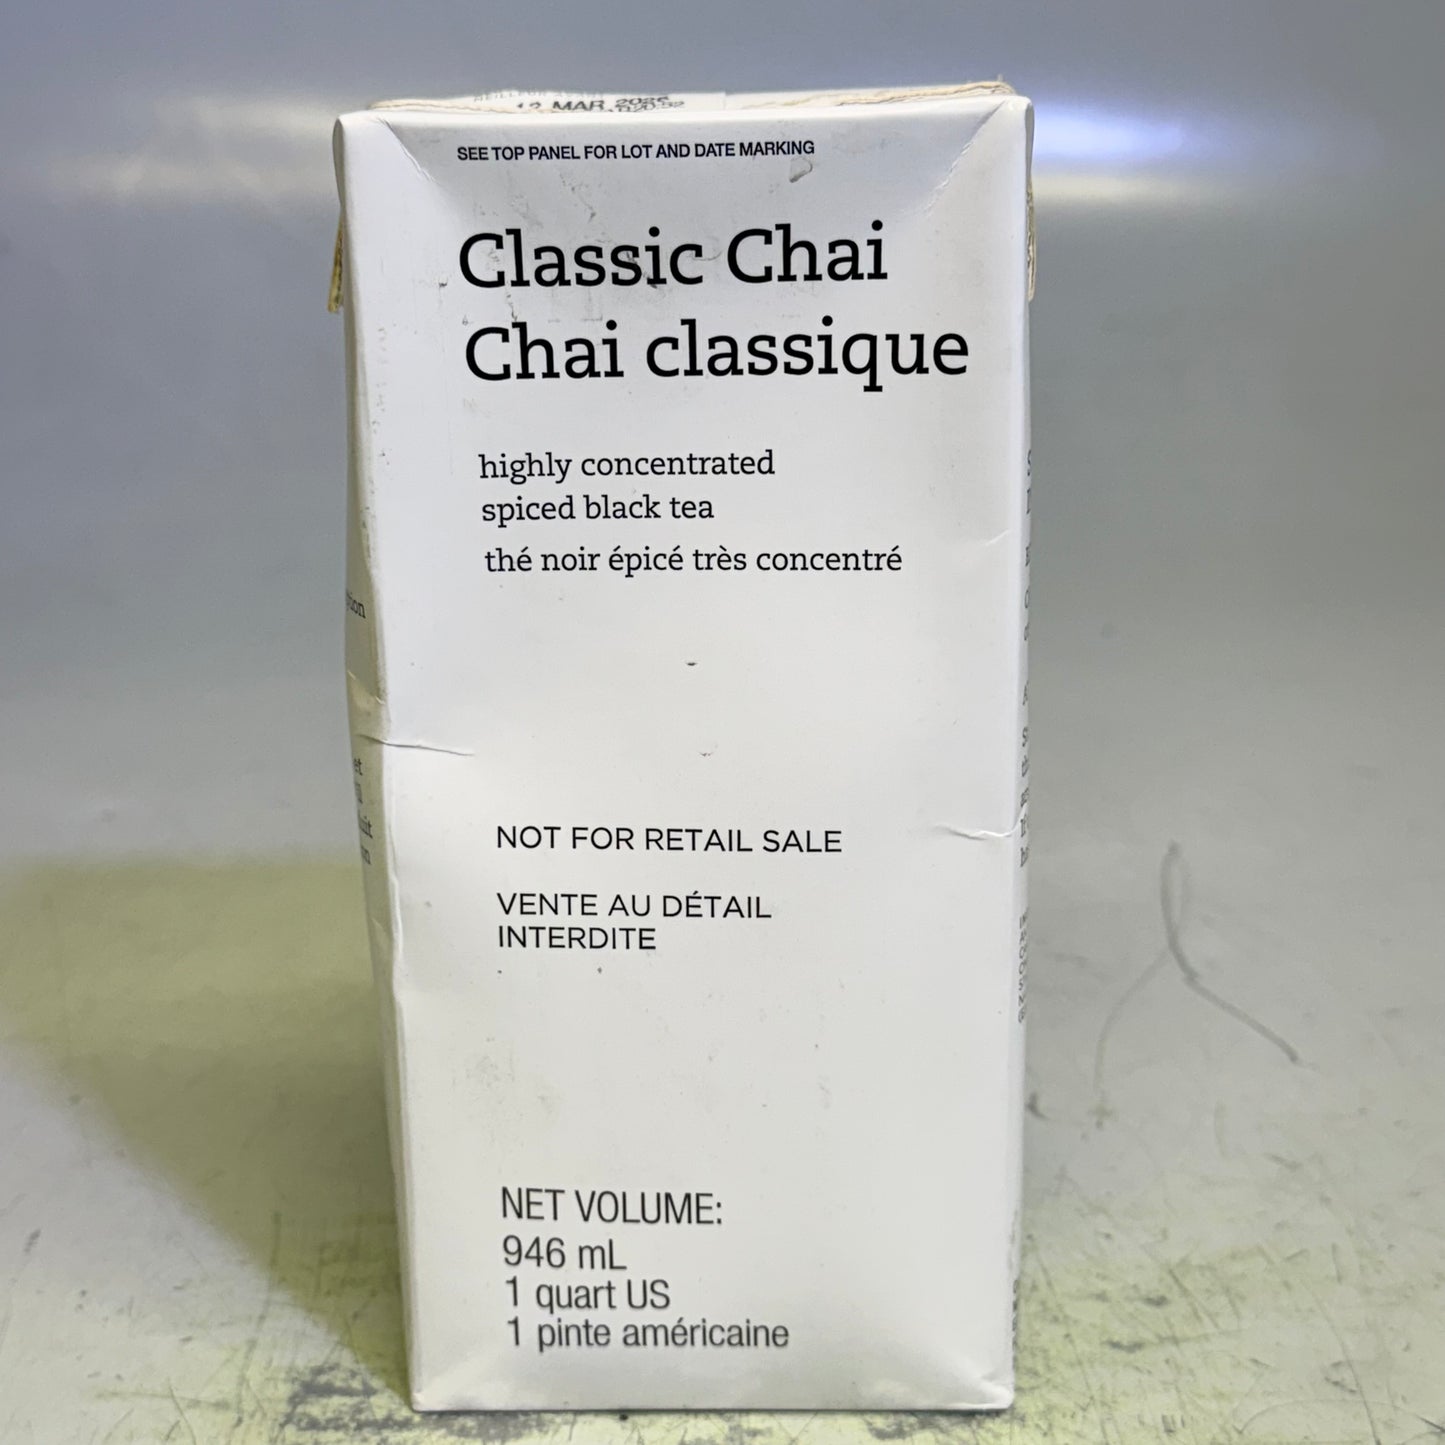 12 MAR
SEE TOP PANEL FOR LOT AND DATE MARKING
Classic Chai
Chai classique
highly concentrated
spiced black tea
thé noir épicé très concentré
NOT FOR RETAIL SALE
VENTE AU DÉTAIL
INTERDITE
NET VOLUME:
946 mL
1 quart US
1 pinte américaine